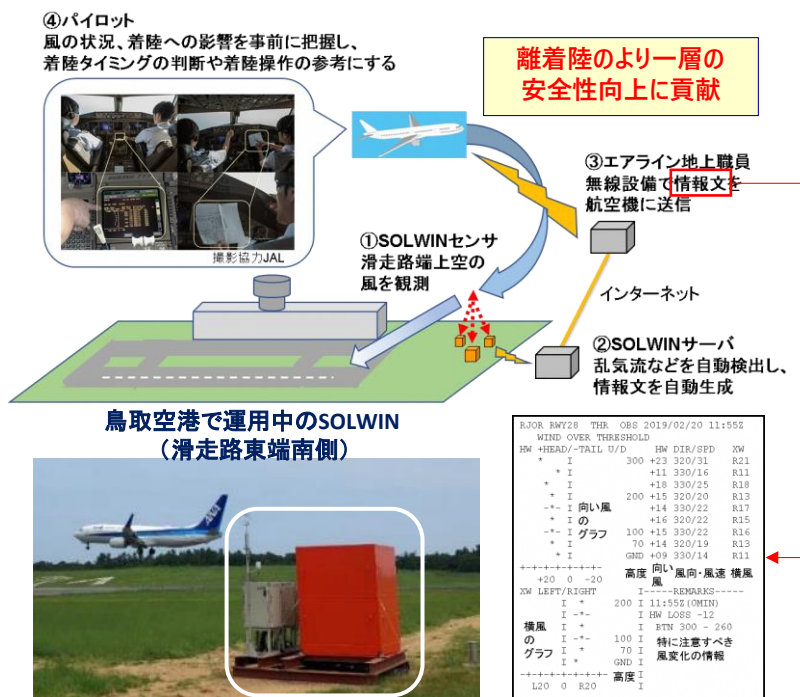 ④パイロット
風の状況、着陸への影響を事前に把握し、
着陸タイミングの判断や着陸操作の参考にする
離着陸のより一層の
安全性向上に貢献
撮影協力JAL
③エアライン地上職員
無線設備で情報文を
航空機に送信
①SOLWINセンサ
滑走路端上空の
風を観測
インターネット
②SOLWINサーバ
乱気流などを自動検出し、
情報文を自動生成
鳥取空港で運用中のSOLWIN
（滑走路東端南側）
ANA
RJOR RWY28 THR OBS 2019/02/20 11:55Z
WIND OVER THRESHOLD
HW +HEAD/-TAIL U/D HW DIR/SPD XW
* I 300 +23 320/31 R21
* I +11 330/16 R11
* I +18 330/25 R18
* I 200 +15 320/20 R13
-*- I 向い風 +14 330/22 R17
* I の +16 320/22 R15
-*- I グラフ 100 +15 330/22 R16
* I 70 +14 320/19 R13
* I GND +09 330/14 R11
+-+-+-+-+-+-+-
+20 0 -20
高度 向い風 風向・風速 横風
XW LEFT/RIGHT I-----REMARKS-----
I * 200 I 11:55Z(0MIN)
I -*- I HW LOSS -12
横風 I * I BTN 300 - 260
の I -*- 100 I 特に注意すべき
グラフ I * 70 I 風変化の情報
I * GND I
-+-+-+-+-+-+- 高度 I
L20 0 R20 I